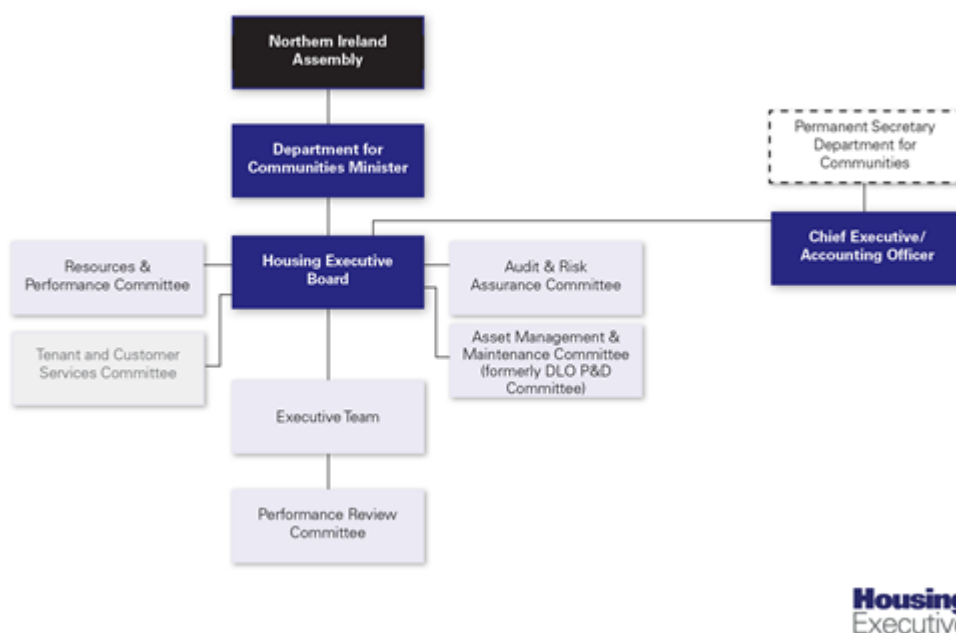 Northern Ireland
Assembly
Department for
Communities Minister
Permanent Secretary
Department for
Communities
Chief Executive/
Accounting Officer
Housing Executive
Board
Resources &
Performance Committee
Audit & Risk
Assurance Committee
Tenant and Customer
Services Committee
Asset Management &
Maintenance Committee
(formerly DLO P&D
Committee)
Executive Team
Performance Review
Committee
Housing
Executive